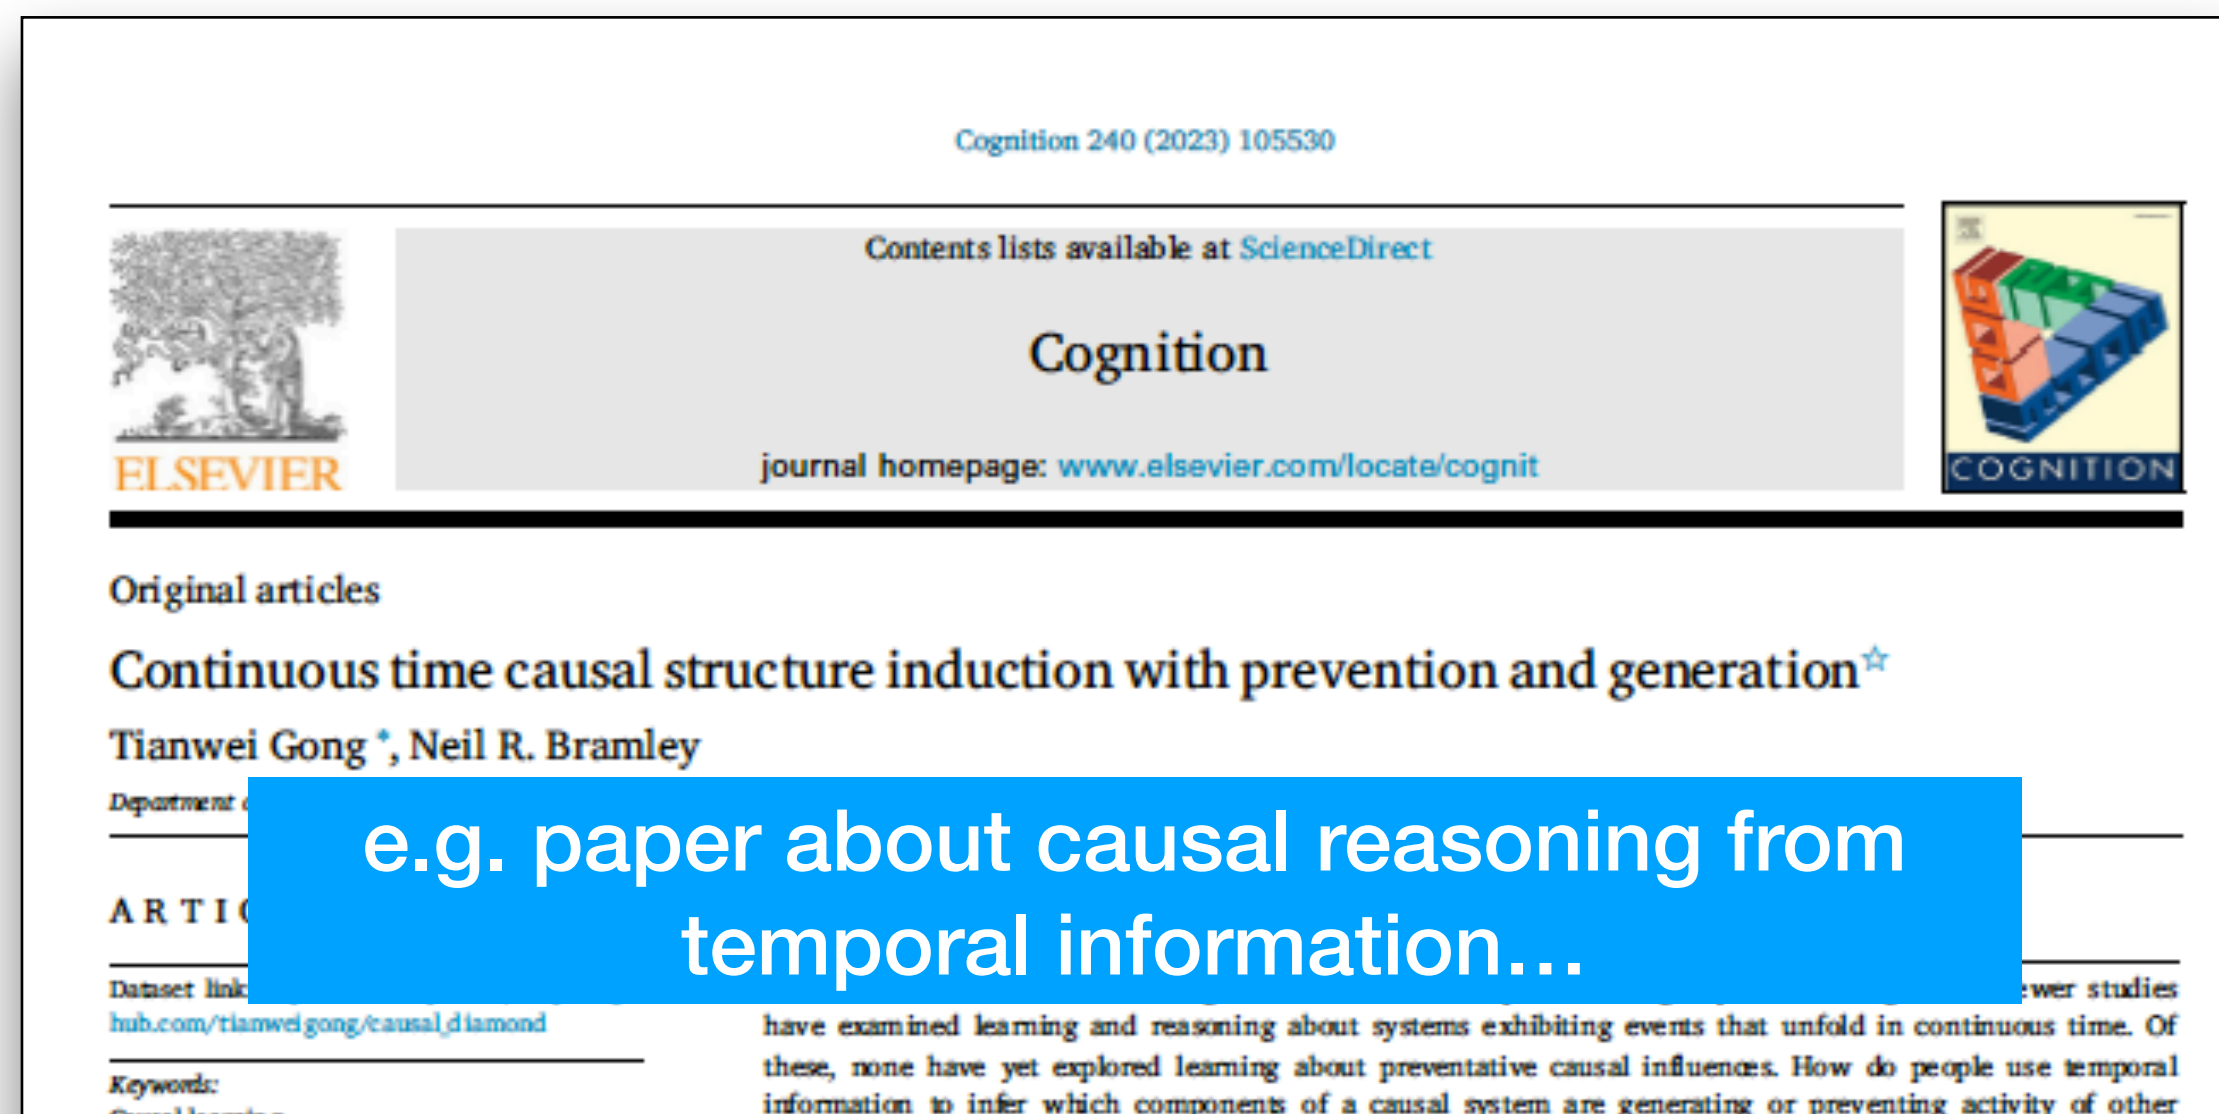 Cognition 240 (2023) 105530
Contents lists available at ScienceDirect
Cognition
journal homepage: www.elsevier.com/locate/cognit
ELSEVIER
COGNITION
Original articles
Continuous time causal structure induction with prevention and generation☆
Tianwei Gong *, Neil R. Bramley
Department
e.g. paper about causal reasoning from
temporal information...
ARTI
Dataset link
hub.com/tianweigong/causal_diamond
Keywords:
ewer studies
have examined learning and reasoning about systems exhibiting events that unfold in continuous time. Of
these, none have yet explored learning about preventative causal influences. How do people use temporal
information to infer which components of a causal system are generating or preventing activity of other